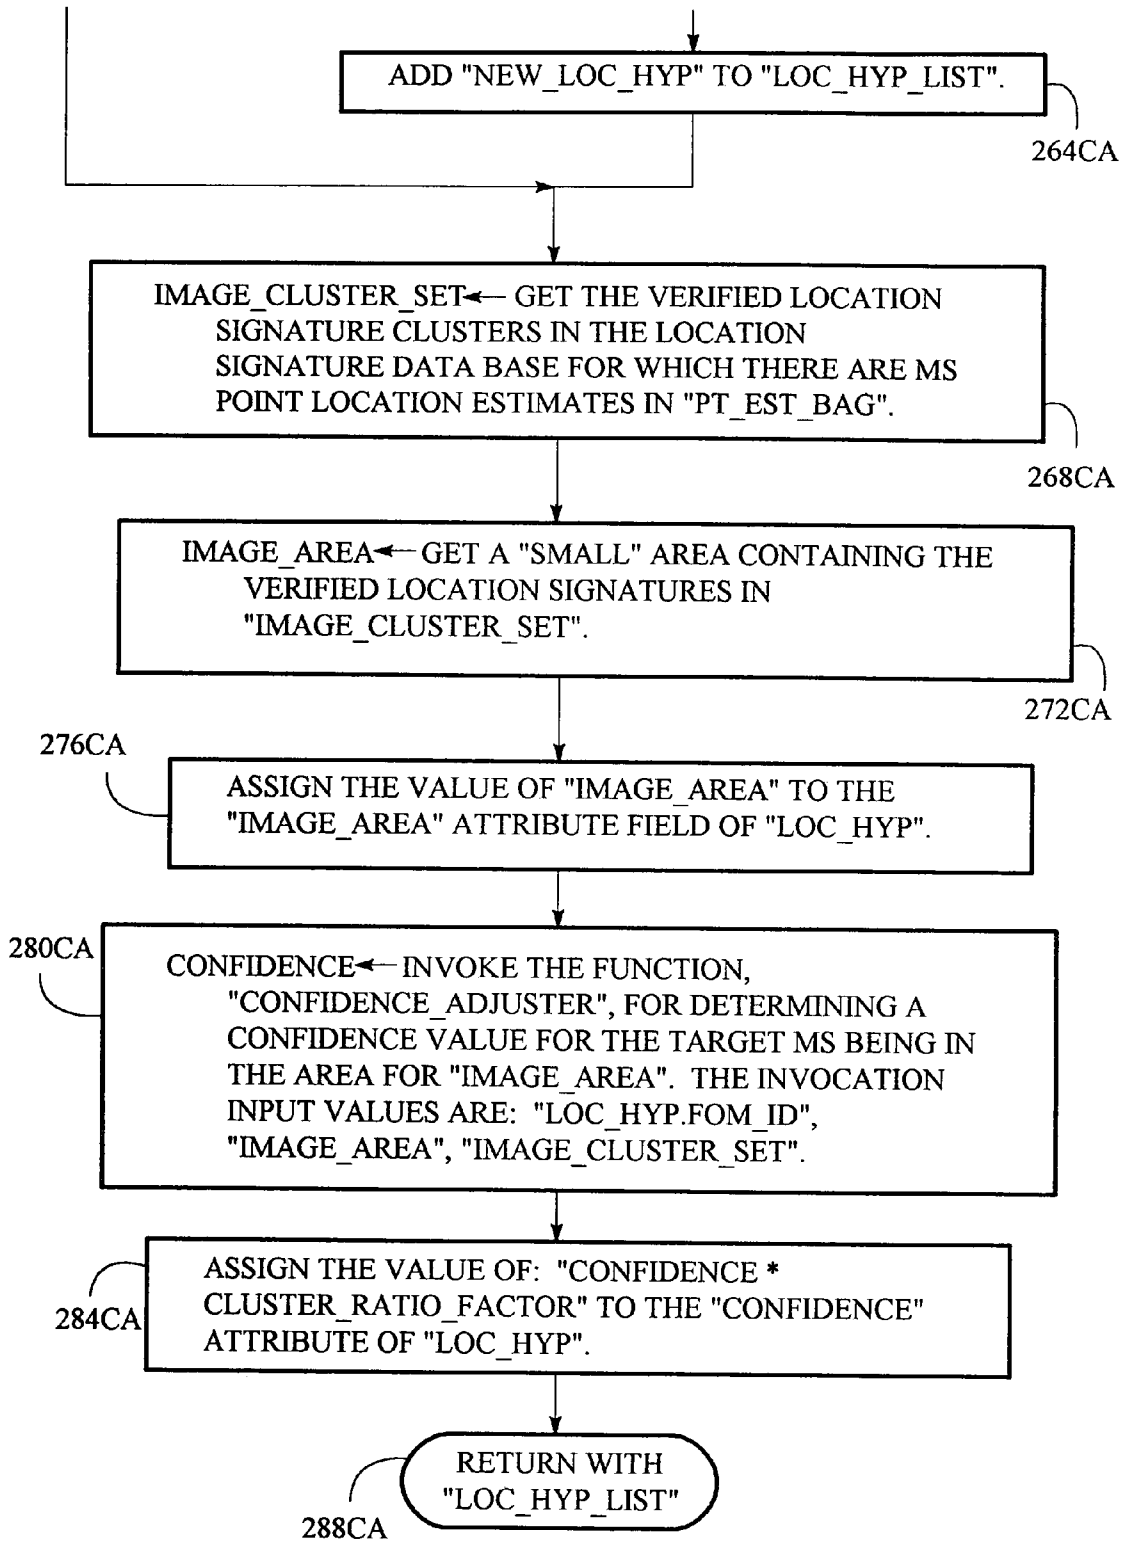 ADD "NEW_LOC_HYP" TO "LOC_HYP_LIST".
264CA
IMAGE_CLUSTER_SET← GET THE VERIFIED LOCATION
SIGNATURE CLUSTERS IN THE LOCATION
SIGNATURE DATA BASE FOR WHICH THERE ARE MS
POINT LOCATION ESTIMATES IN "PT_EST_BAG".
268CA
IMAGE_AREA← GET A "SMALL" AREA CONTAINING THE
VERIFIED LOCATION SIGNATURES IN
"IMAGE_CLUSTER_SET".
272CA
276CA
ASSIGN THE VALUE OF "IMAGE_AREA" TO THE
"IMAGE_AREA" ATTRIBUTE FIELD OF "LOC_HYP".
280CA
CONFIDENCE← INVOKE THE FUNCTION,
"CONFIDENCE_ADJUSTER", FOR DETERMINING A
CONFIDENCE VALUE FOR THE TARGET MS BEING IN
THE AREA FOR "IMAGE_AREA". THE INVOCATION
INPUT VALUES ARE: "LOC_HYP.FOM_ID",
"IMAGE_AREA", "IMAGE_CLUSTER_SET".
ASSIGN THE VALUE OF: "CONFIDENCE *
CLUSTER_RATIO_FACTOR" TO THE "CONFIDENCE"
ATTRIBUTE OF "LOC_HYP".
284CA
RETURN WITH
"LOC_HYP_LIST"
288CA